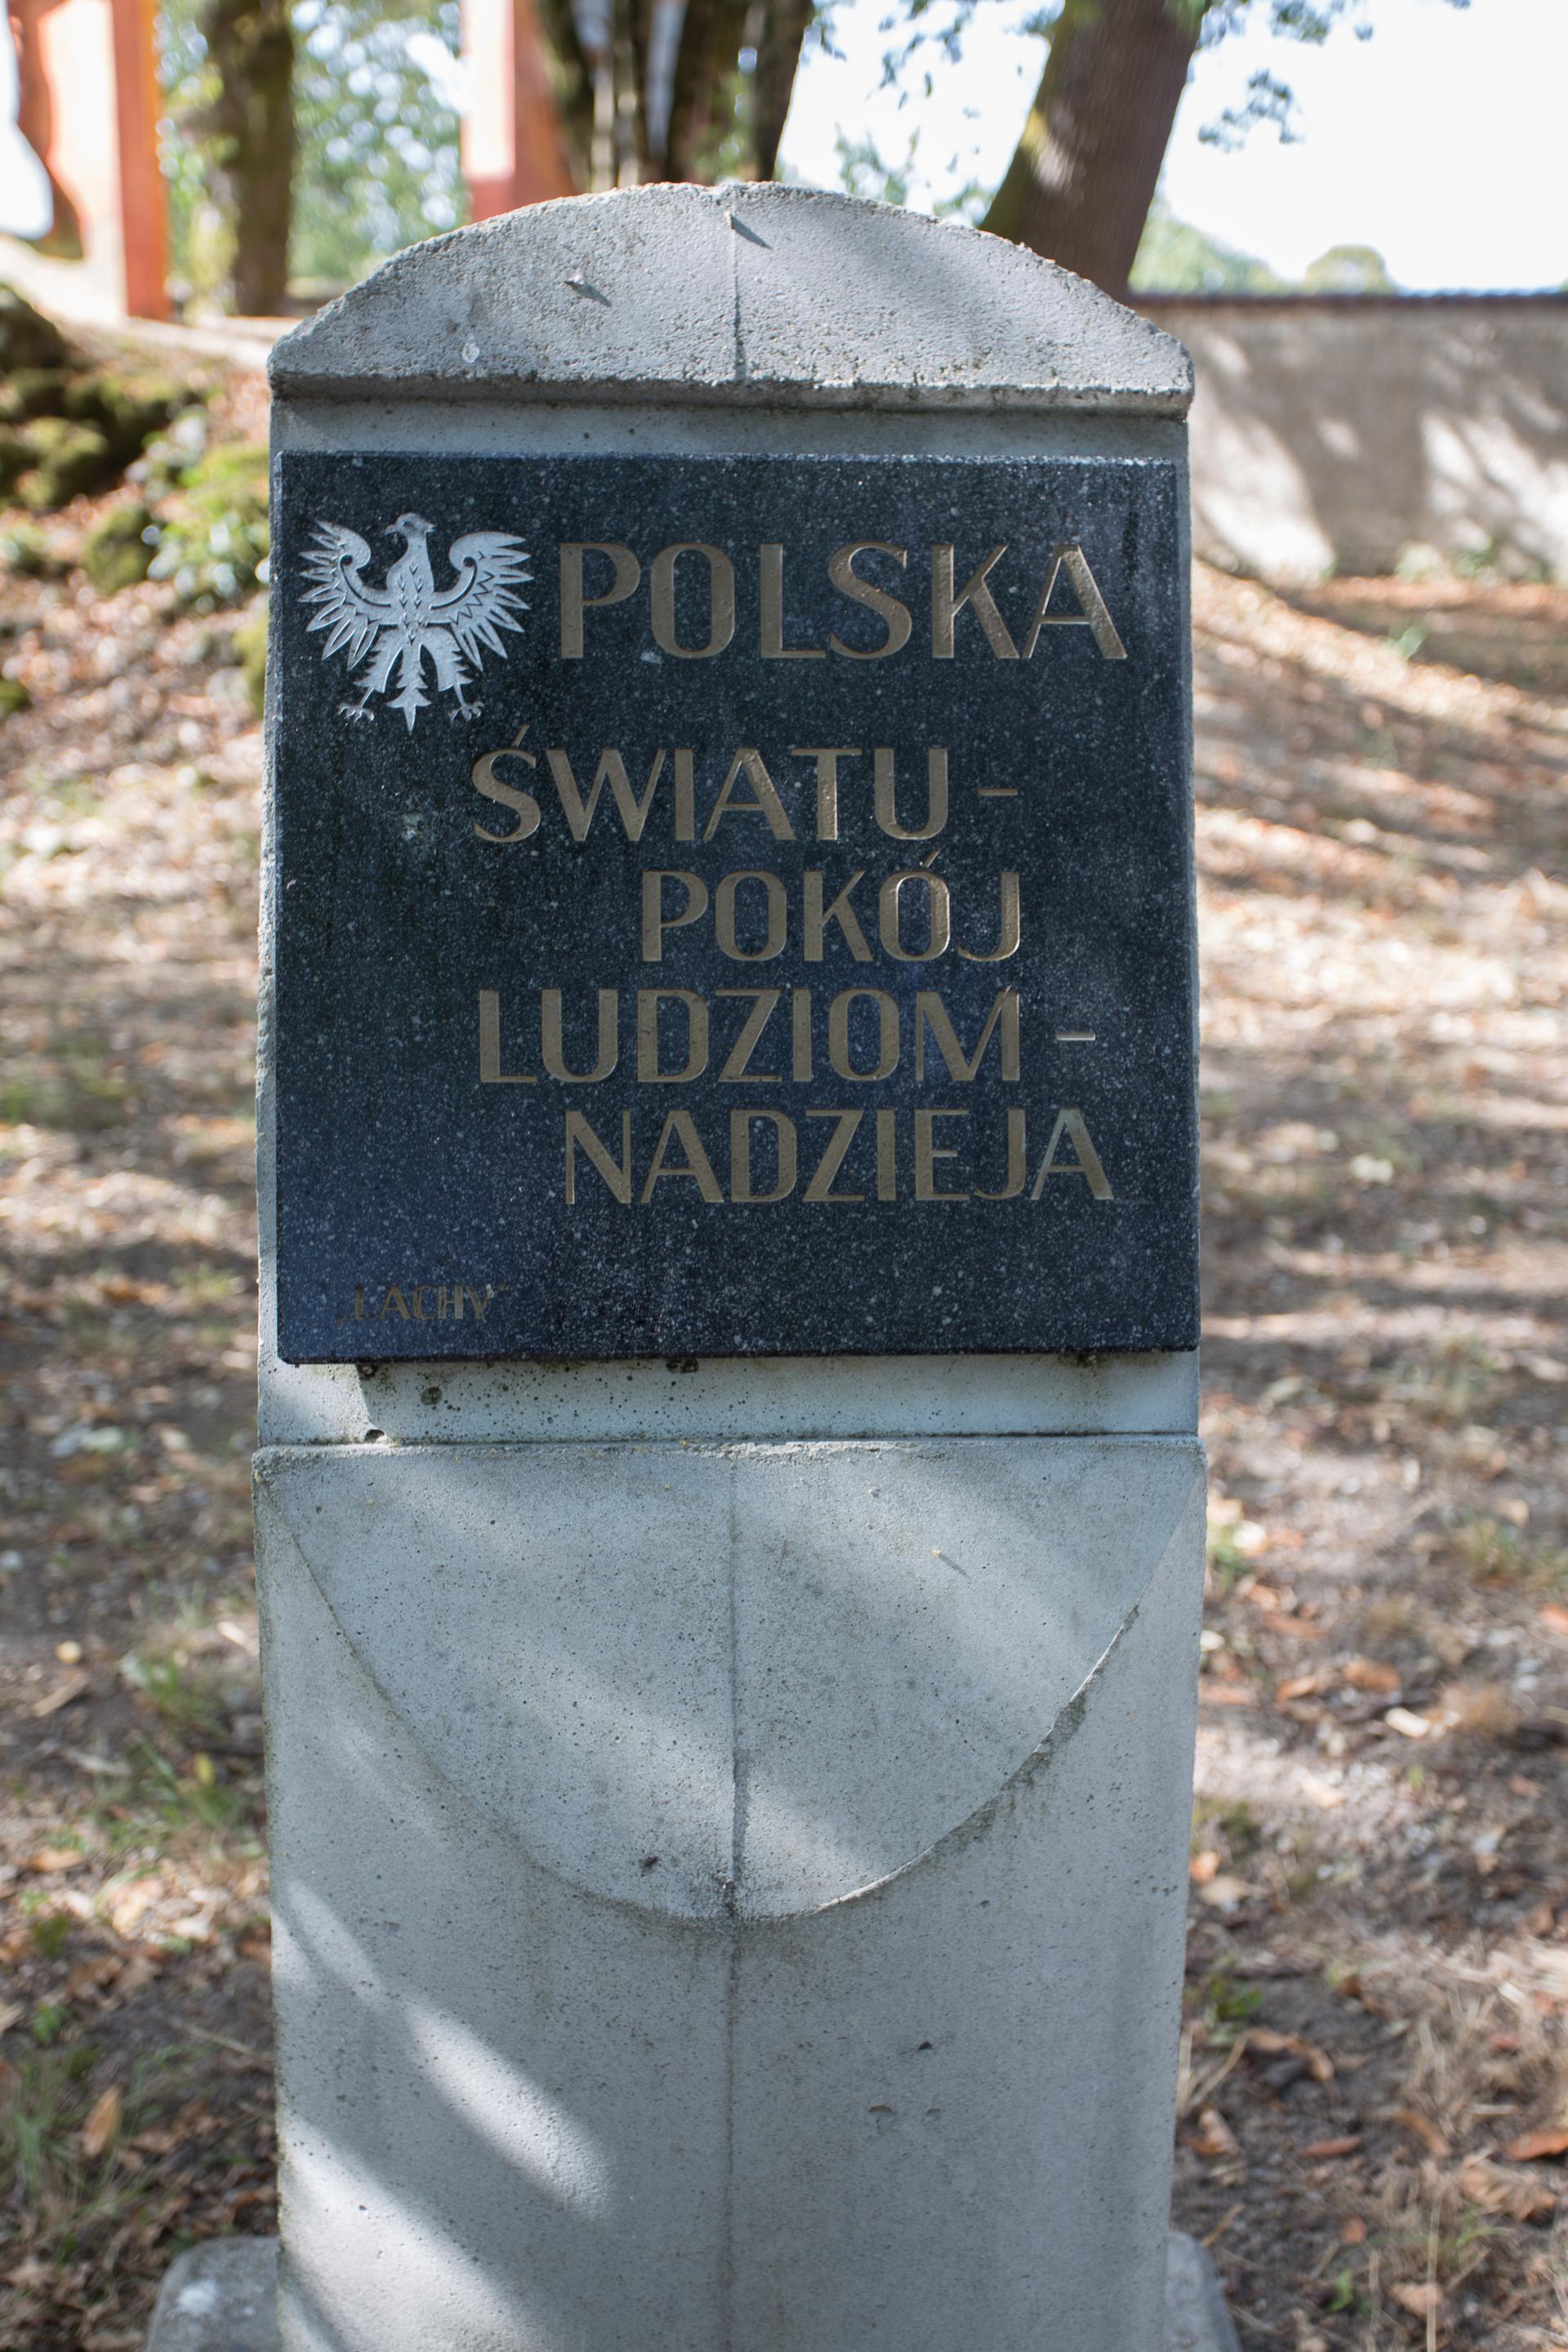 POLSKA
ŚWIATU -
POKÓJ
LUDZIOM -
NADZIEJA
„LACHY"